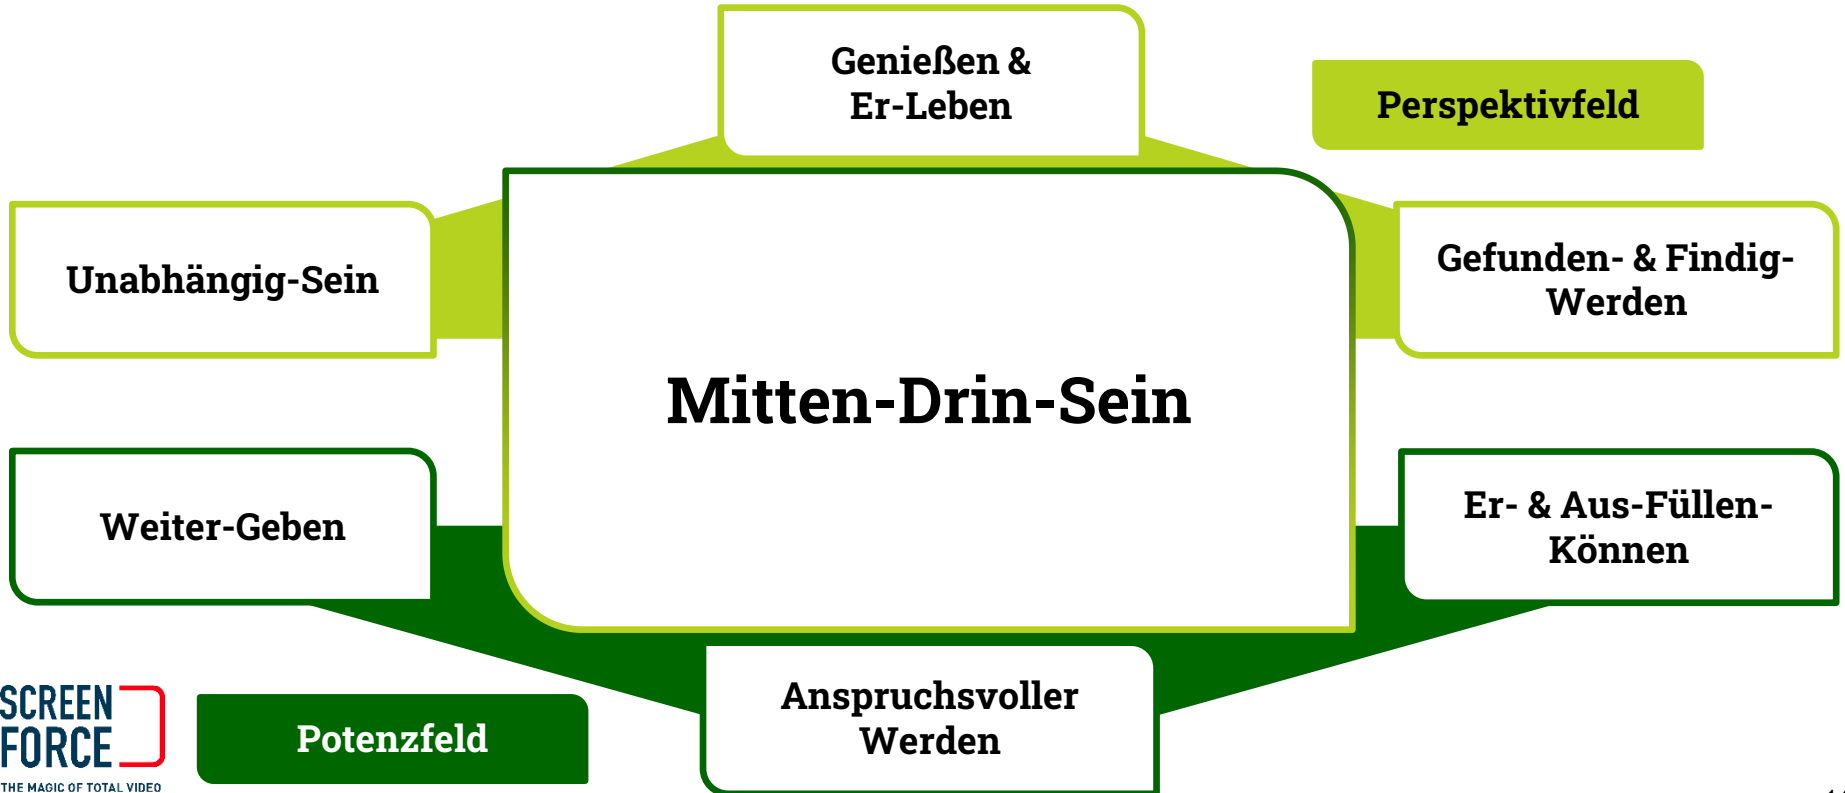 Genießen &
Er-Leben
Perspektivfeld
Unabhängig-Sein
Gefunden- & Findig-
Werden
Mitten-Drin-Sein
Weiter-Geben
Er- & Aus-Füllen-
Können
Anspruchsvoller
Werden
Potenzfeld
SCREEN
FORCE
THE MAGIC OF TOTAL VIDEO